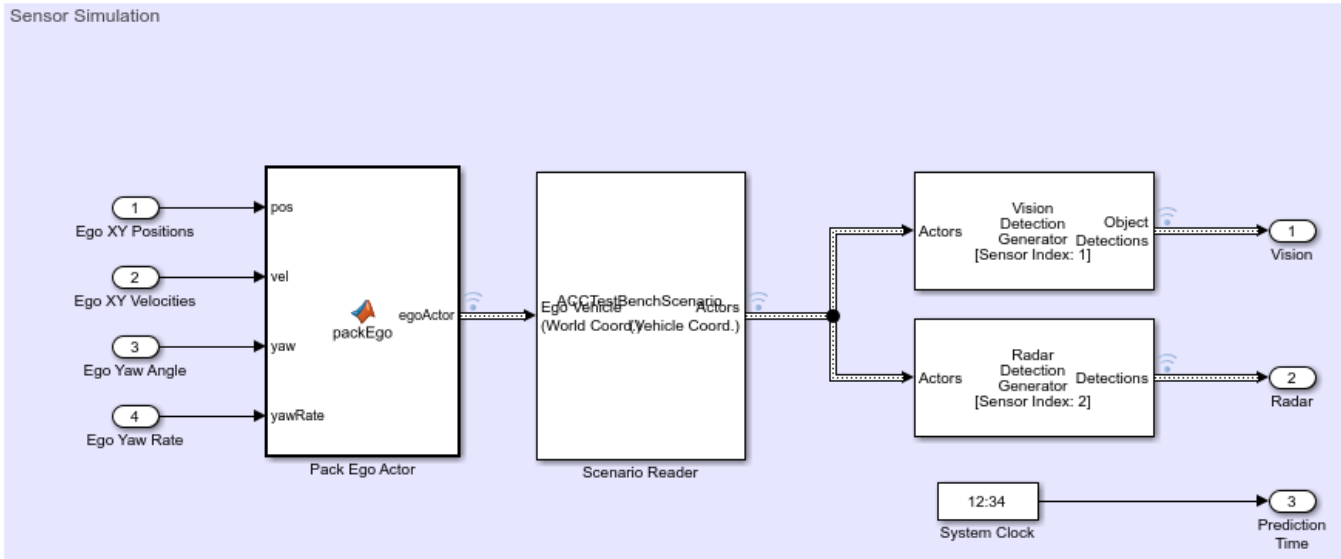 Sensor Simulation
1
Ego XY Positions
2
Ego XY Velocities
3
Ego Yaw Angle
4
Ego Yaw Rate
pos
vel
yaw
yawRate
packEgo
egoActor
Pack Ego Actor
ACCTestBenchScenario
Ego Vehicle
(World Coord.)
Actors
(Vehicle Coord.)
Scenario Reader
Actors
Vision
Detection
Generator
[Sensor Index: 1]
Object
Detections
1
Vision
Actors
Radar
Detection
Generator
[Sensor Index: 2]
Detections
2
Radar
12:34
System Clock
3
Prediction
Time